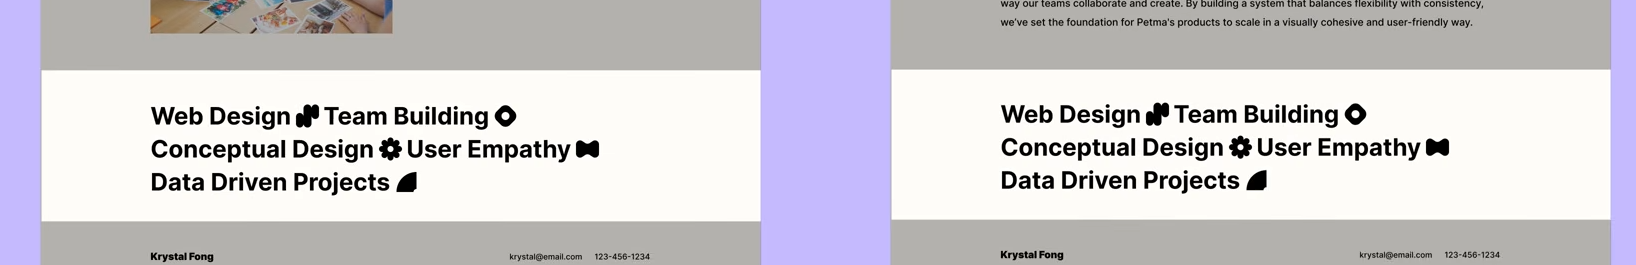 way our teams collaborate and create. By building a system that balances flexibility with consistency,
we've set the foundation for Petma's products to scale in a visually cohesive and user-friendly way.
Web Design Team Building
Conceptual Design User Empathy
Data Driven Projects
Krystal Fong krystal@email.com 123-456-1234
Web Design Team Building
Conceptual Design User Empathy
Data Driven Projects
Krystal Fong krystal@email.com 123-456-1234